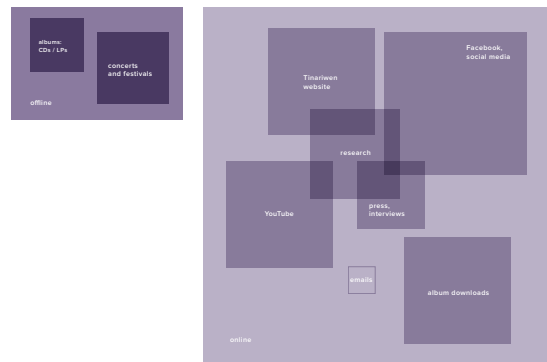 albums:
CDs / LPs
concerts
and festivals
offline
Facebook,
social media
Tinariwen
website
research
press,
interviews
YouTube
emails
album downloads
online